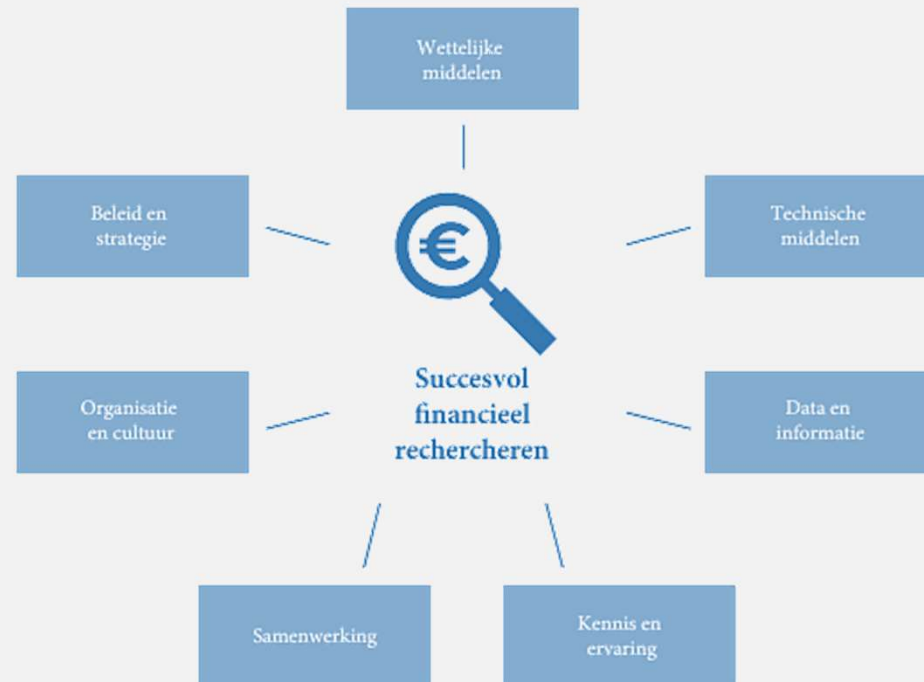 Wettelijke
middelen
Beleid en
strategie
Technische
middelen
€
Succesvol
financieel
rechercheren
Organisatie
en cultuur
Data en
informatie
Samenwerking
Kennis en
ervaring